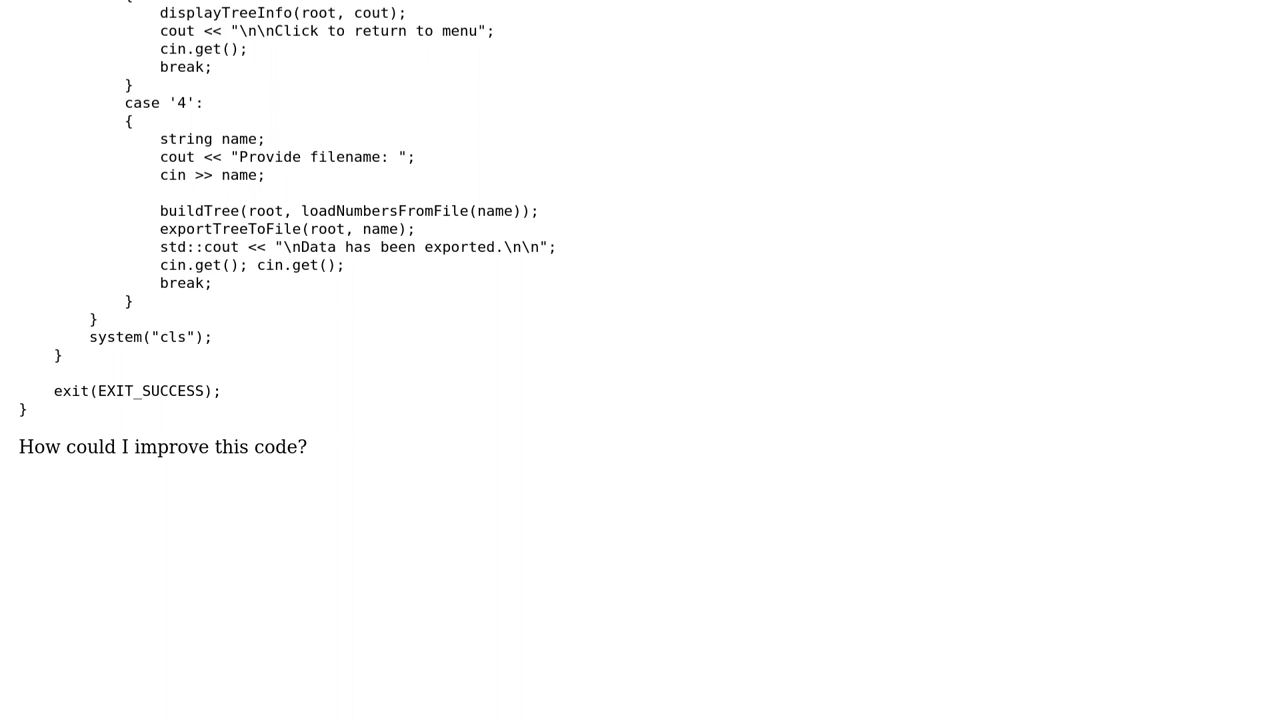 {
displayTreeInfo(root, cout);
cout << "\n\nClick to return to menu";
cin.get();
break;
}
case '4':
{
string name;
cout << "Provide filename: ";
cin >> name;
buildTree(root, loadNumbersFromFile(name));
exportTreeToFile(root, name);
std::cout << "\nData has been exported.\n\n";
cin.get(); cin.get();
break;
}
}
system("cls");
}
exit(EXIT_SUCCESS);
}
How could I improve this code?